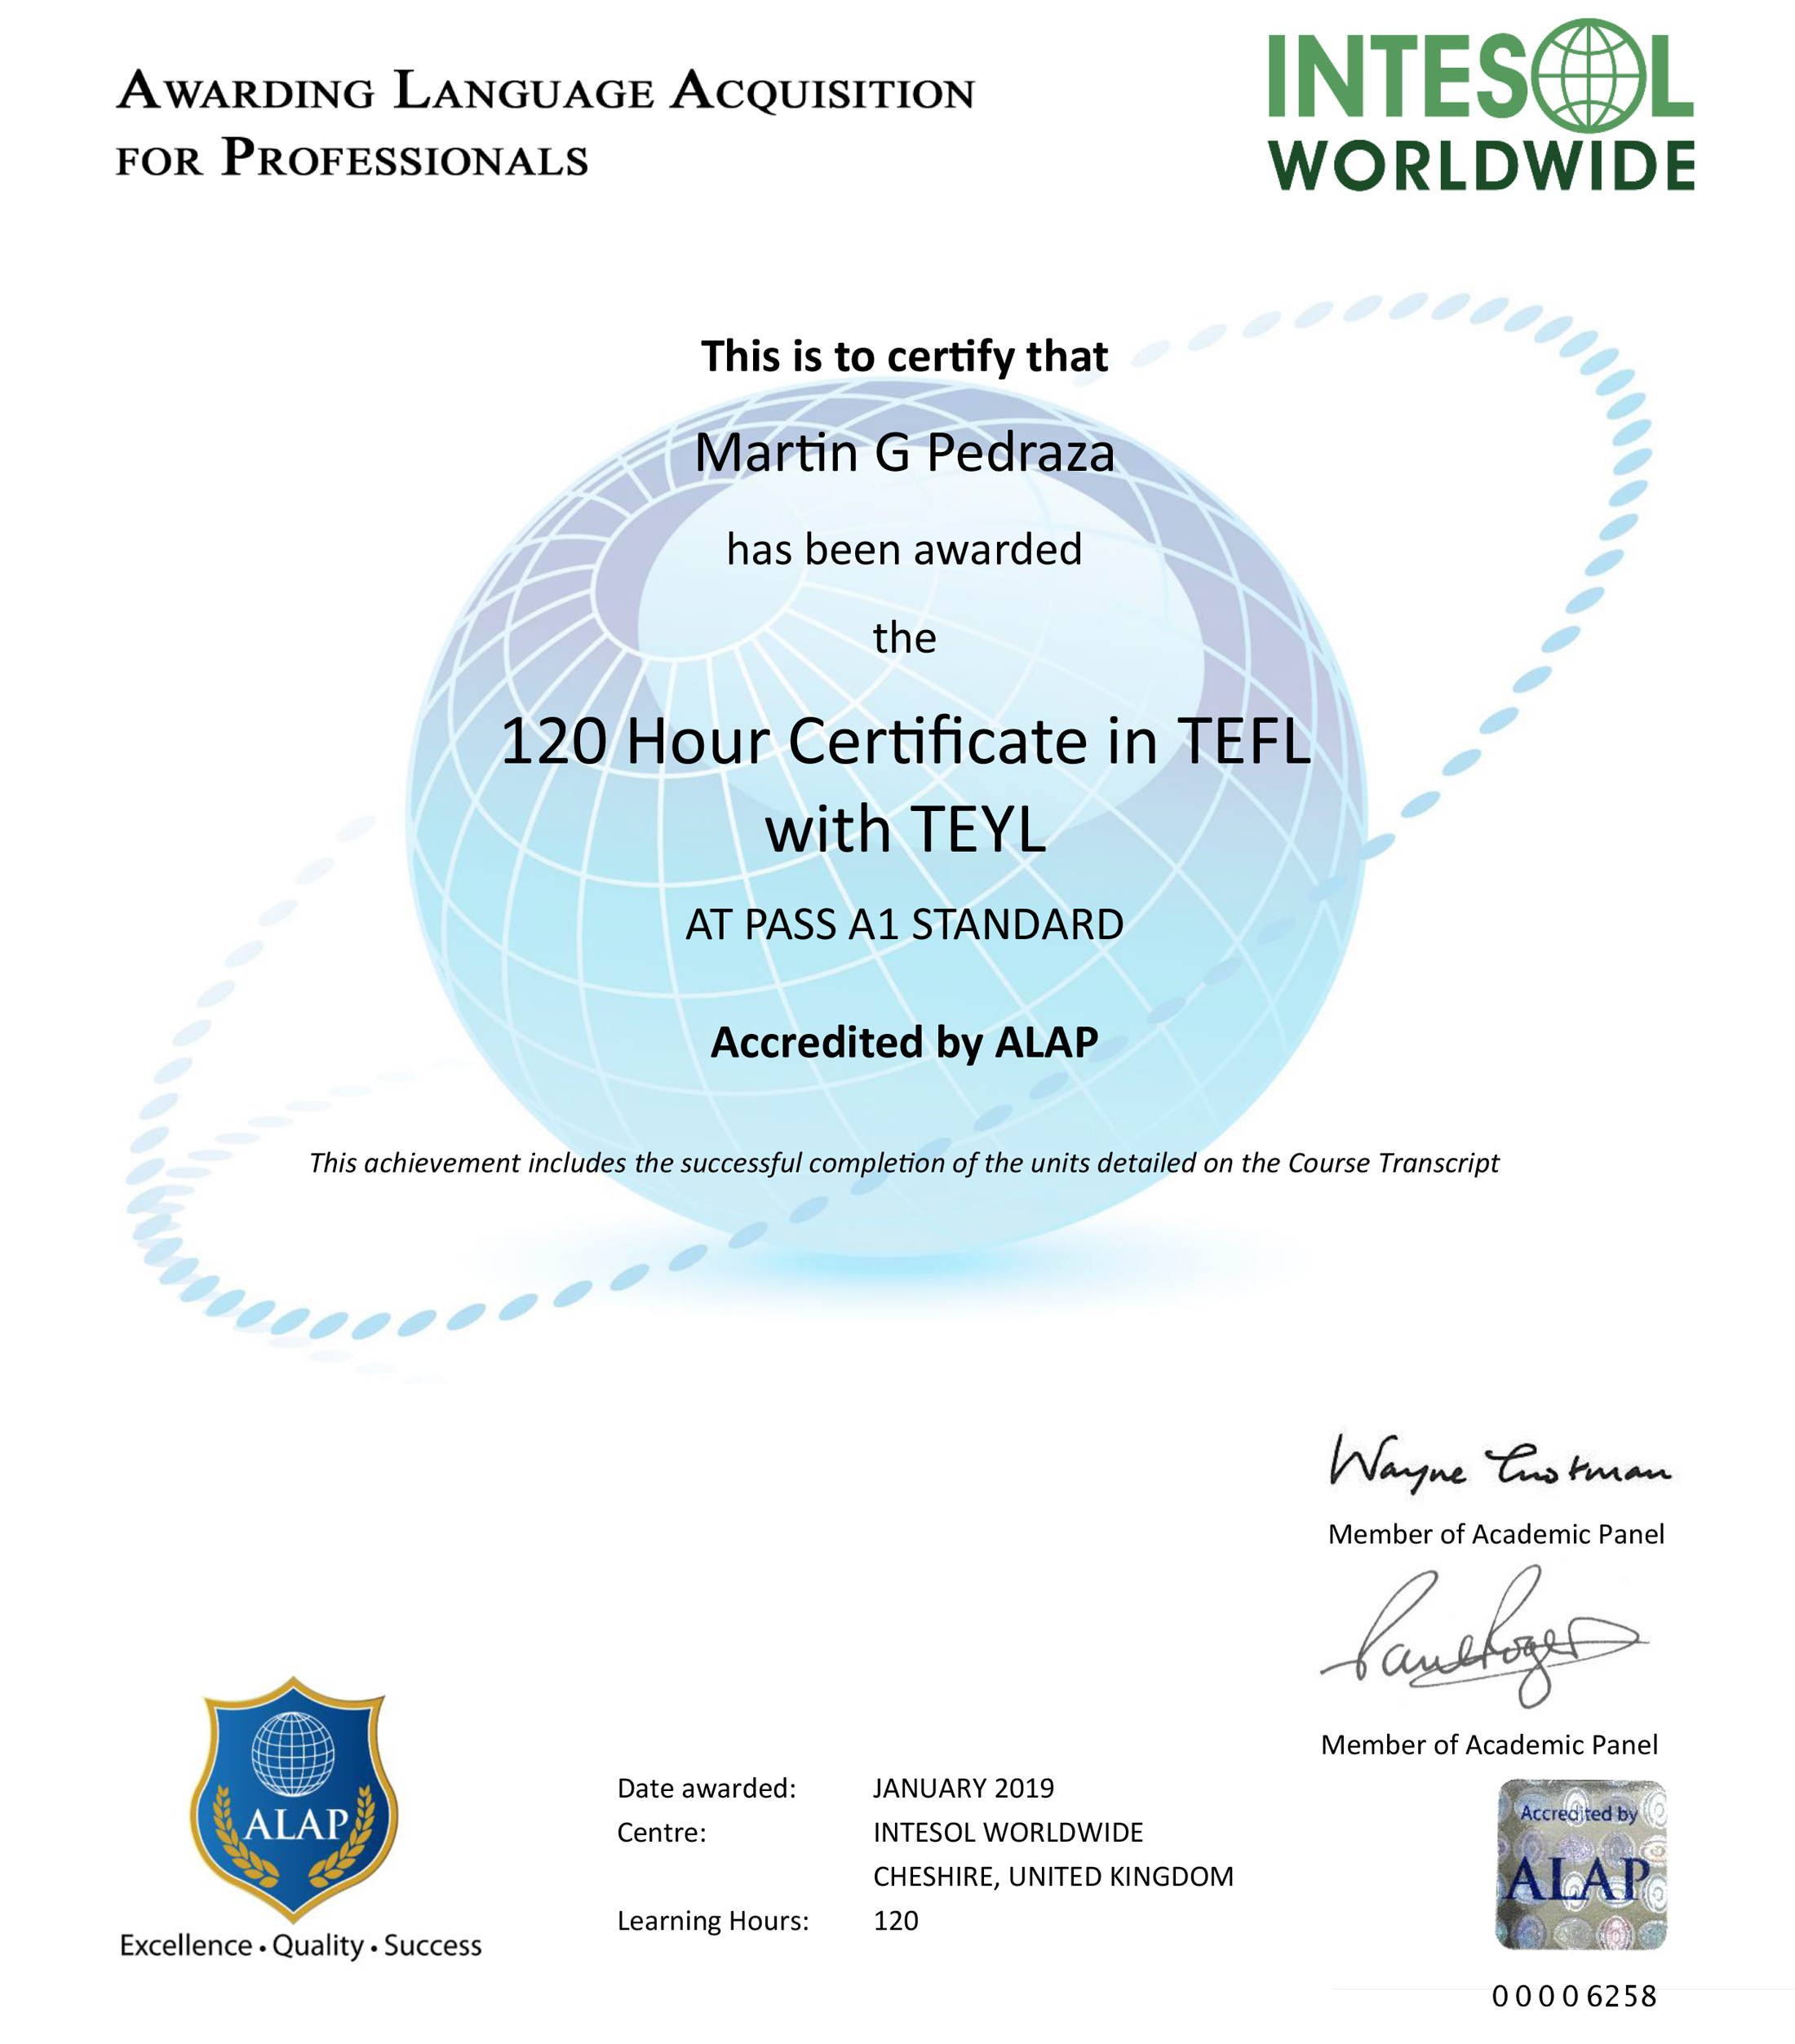 AWARDING LANGUAGE ACQUISITION
FOR PROFESSIONALS
INTESOL
WORLDWIDE
This is to certify that
Martin G Pedraza
has been awarded
the
120 Hour Certificate in TEFL
with TEYL
AT PASS A1 STANDARD
Accredited by ALAP
This achievement includes the successful completion of the units detailed on the Course Transcript
Wayne
Member of Academic Panel
Member of Academic Panel
ALAP
Excellence • Quality • Success
Date awarded: JANUARY 2019
Centre: INTESOL WORLDWIDE
CHESHIRE, UNITED KINGDOM
Learning Hours: 120
Accredited by
ALAP
00006258